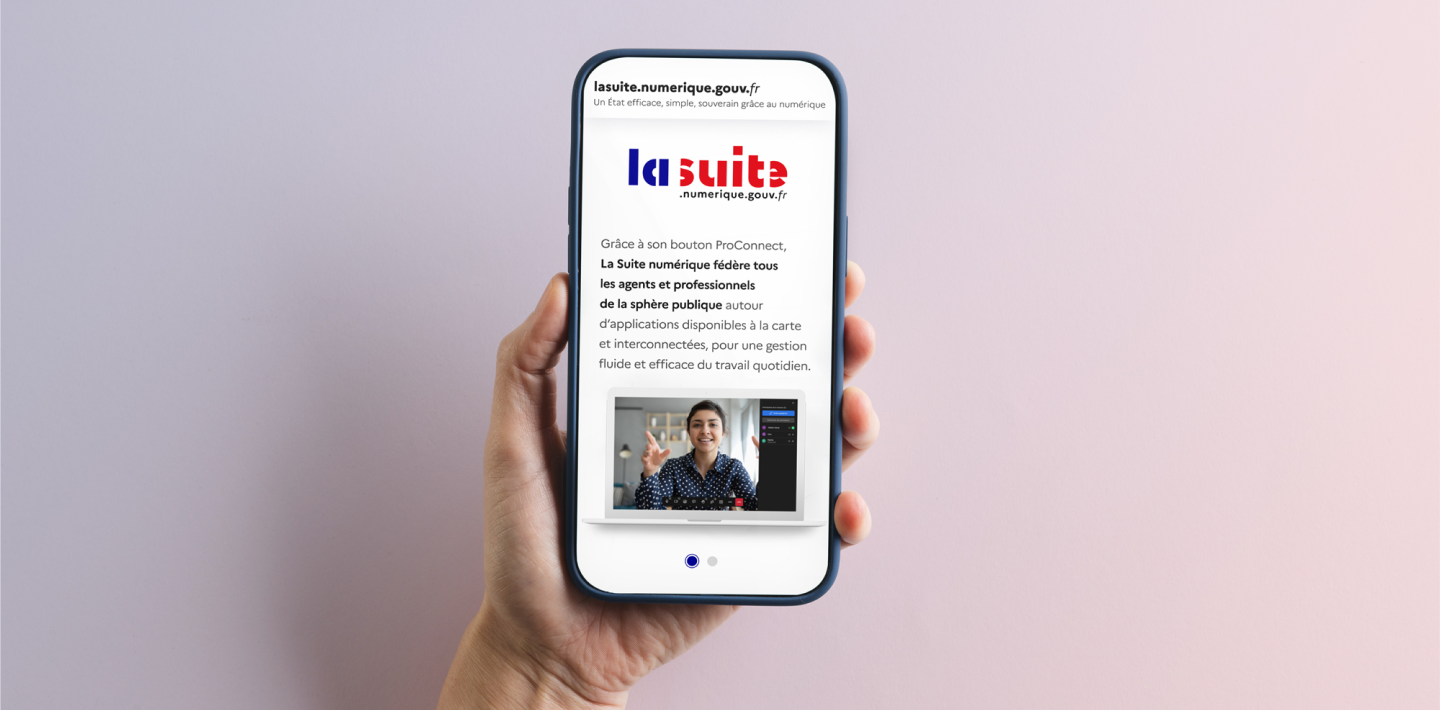 lasuite.numerique.gouv.fr
Un État efficace, simple, souverain grâce au numérique
la suite
.numerique.gouv.fr
Grâce à son bouton ProConnect,
La Suite numérique fédère tous
les agents et professionnels
de la sphère publique autour
d’applications disponibles à la carte
et interconnectées, pour une gestion
fluide et efficace du travail quotidien.